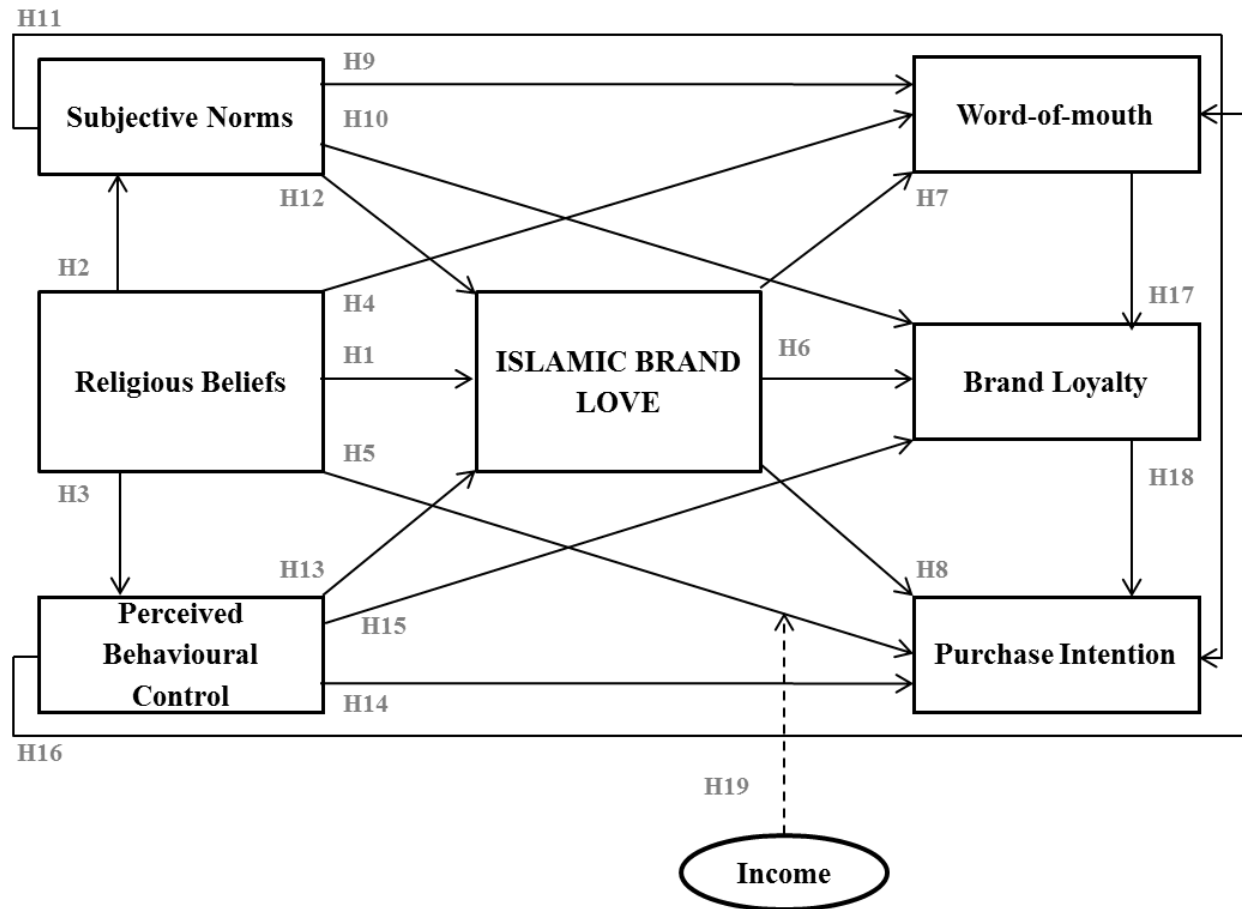 H11
H9
Subjective Norms
Word-of-mouth
H10
H12
H7
H2
H4
H17
H1
H6
Religious Beliefs
ISLAMIC BRAND
LOVE
Brand Loyalty
H5
H3
H18
H13
H8
Perceived
Behavioural
Control
H15
Purchase Intention
H14
H16
H19
Income